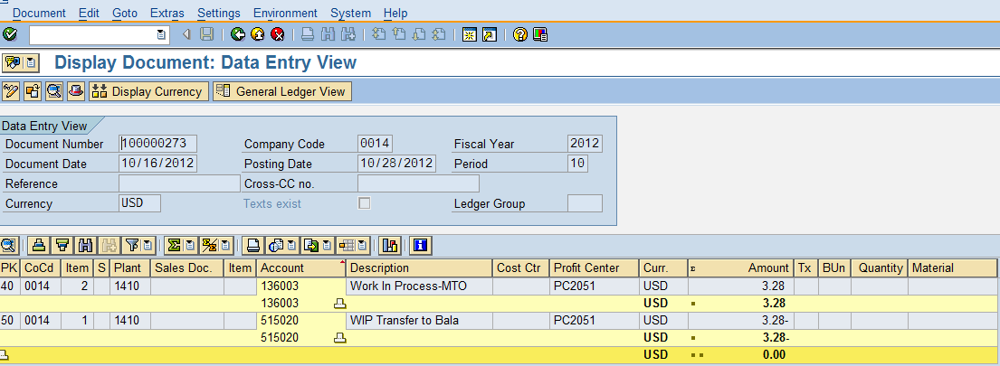 Document Edit Goto Extras Settings Environment System Help
Display Document: Data Entry View
Display Currency General Ledger View
Data Entry View
Document Number 100000273 Company Code 0014 Fiscal Year 2012
Document Date 10/16/2012 Posting Date 10/28/2012 Period 10
Reference Cross-CC no.
Currency USD Texts exist Ledger Group
PK CoCd Item S Plant Sales Doc. Item Account Description Cost Ctr Profit Center Curr. Σ Amount Tx BUn Quantity Material
40 0014 2 1410 136003 Work In Process-MTO PC2051 USD 3.28
136003 USD 3.28
50 0014 1 1410 515020 WIP Transfer to Bala PC2051 USD 3.28-
515020 USD 3.28-
USD 0.00